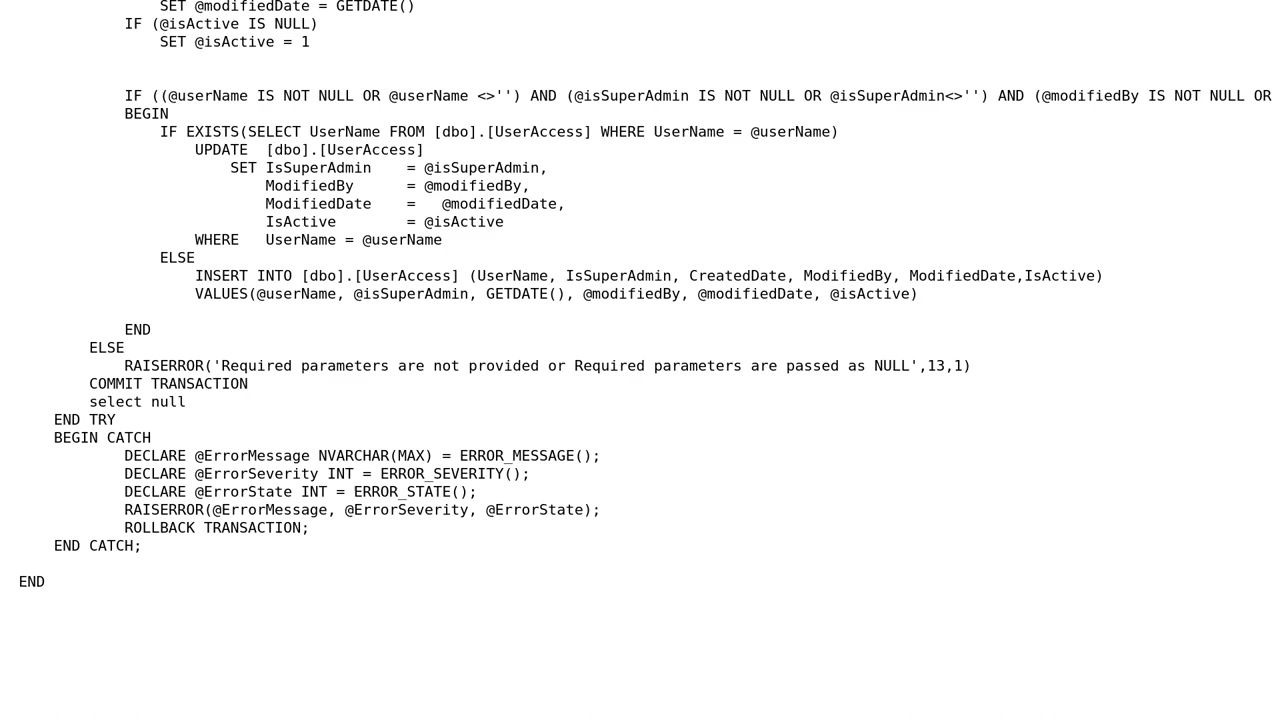 SET @modifiedDate = GETDATE()
IF (@isActive IS NULL)
SET @isActive = 1
IF ((@userName IS NOT NULL OR @userName <>'') AND (@isSuperAdmin IS NOT NULL OR @isSuperAdmin<>'') AND (@modifiedBy IS NOT NULL OR
BEGIN
IF EXISTS(SELECT UserName FROM [dbo].[UserAccess] WHERE UserName = @userName)
UPDATE  [dbo].[UserAccess]
SET IsSuperAdmin    = @isSuperAdmin,
ModifiedBy      = @modifiedBy,
ModifiedDate    =   @modifiedDate,
IsActive        = @isActive
WHERE   UserName = @userName
ELSE
INSERT INTO [dbo].[UserAccess] (UserName, IsSuperAdmin, CreatedDate, ModifiedBy, ModifiedDate,IsActive)
VALUES(@userName, @isSuperAdmin, GETDATE(), @modifiedBy, @modifiedDate, @isActive)
END
ELSE
RAISERROR('Required parameters are not provided or Required parameters are passed as NULL',13,1)
COMMIT TRANSACTION
select null
END TRY
BEGIN CATCH
DECLARE @ErrorMessage NVARCHAR(MAX) = ERROR_MESSAGE();
DECLARE @ErrorSeverity INT = ERROR_SEVERITY();
DECLARE @ErrorState INT = ERROR_STATE();
RAISERROR(@ErrorMessage, @ErrorSeverity, @ErrorState);
ROLLBACK TRANSACTION;
END CATCH;
END